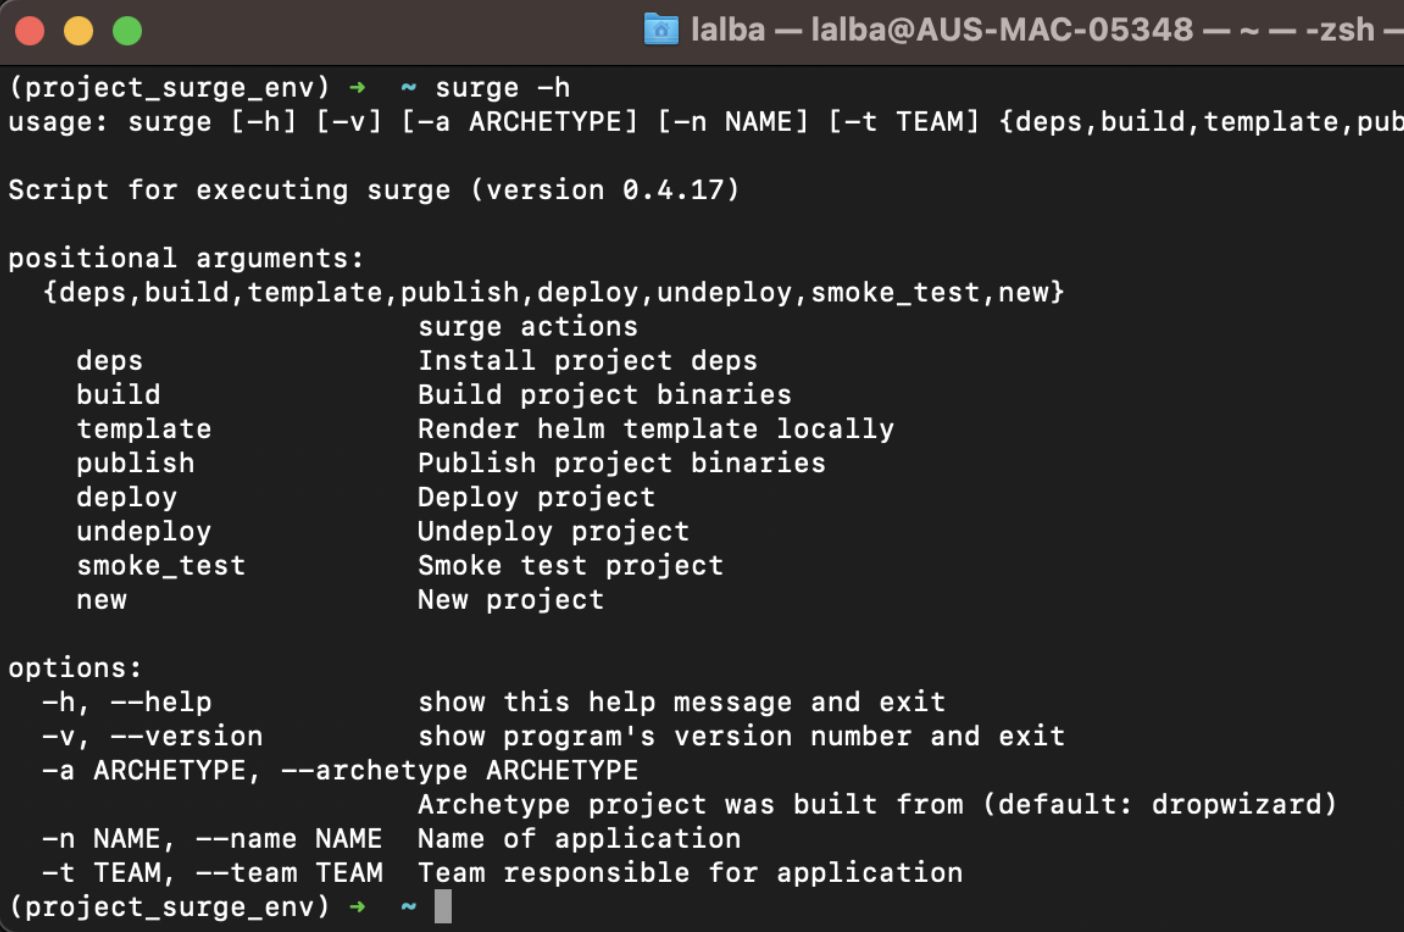 lalba — lalba@AUS-MAC-05348 — ~ — -zsh —
(project_surge_env) ➜  ~ surge -h
usage: surge [-h] [-v] [-a ARCHETYPE] [-n NAME] [-t TEAM] {deps,build,template,pub
Script for executing surge (version 0.4.17)
positional arguments:
  {deps,build,template,publish,deploy,undeploy,smoke_test,new}
                        surge actions
    deps                Install project deps
    build               Build project binaries
    template            Render helm template locally
    publish             Publish project binaries
    deploy              Deploy project
    undeploy            Undeploy project
    smoke_test          Smoke test project
    new                 New project
options:
  -h, --help            show this help message and exit
  -v, --version         show program's version number and exit
  -a ARCHETYPE, --archetype ARCHETYPE
                        Archetype project was built from (default: dropwizard)
  -n NAME, --name NAME  Name of application
  -t TEAM, --team TEAM  Team responsible for application
(project_surge_env) ➜  ~